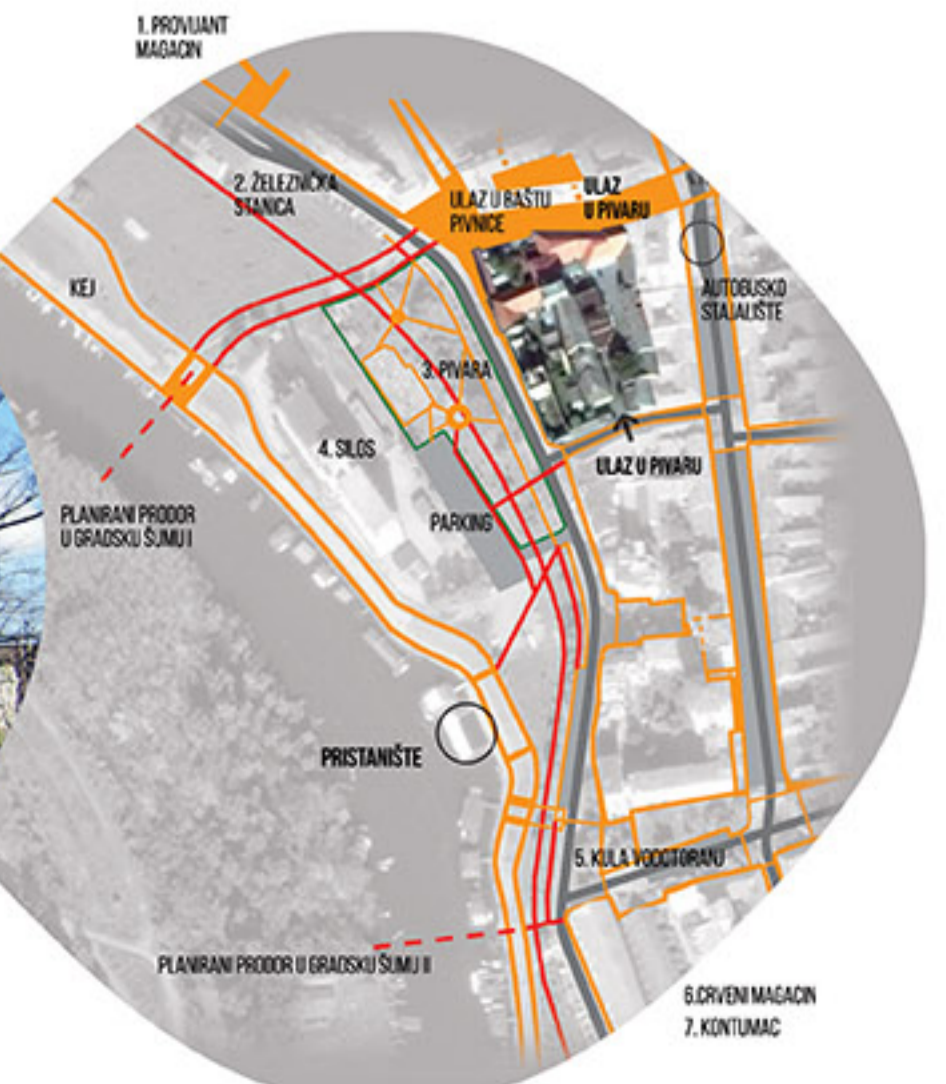 1. PROVIJANT
MAGACIN
2. ŽELEZNIČKA
STANICA
ULAZ U BAŠTU
PIVNICE
ULAZ
U PIVARU
KEJ
AUTOBUSKO
STAJALIŠTE
3. PIVARA
4. SILOS
ULAZ U PIVARU
PLANIRANI PRODOR
U GRADSKU ŠUMU I
PARKING
PRISTANIŠTE
5. KULA VODOTORANJ
PLANIRANI PRODOR U GRADSKU ŠUMU II
6.CRVENI MAGACIN
7. KONTUMAC